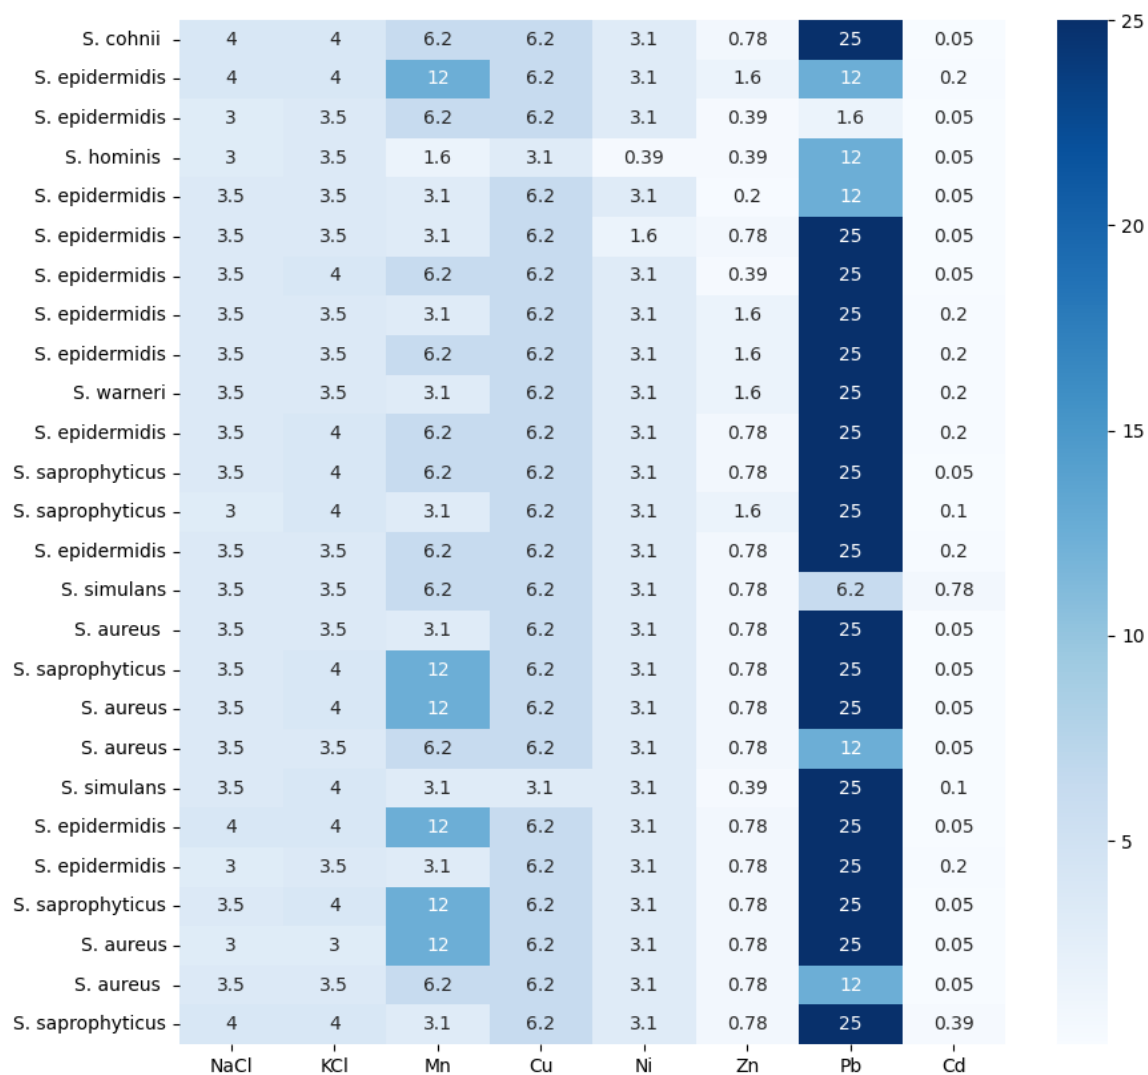 S. cohnii 4 4 6.2 6.2 3.1 0.78 25 0.05
S. epidermidis 4 4 12 6.2 3.1 1.6 12 0.2
S. epidermidis 3 3.5 6.2 6.2 3.1 0.39 1.6 0.05
S. hominis 3 3.5 1.6 3.1 0.39 0.39 12 0.05
S. epidermidis 3.5 3.5 3.1 6.2 3.1 0.2 12 0.05
S. epidermidis 3.5 3.5 3.1 6.2 1.6 0.78 25 0.05
S. epidermidis 3.5 4 6.2 6.2 3.1 0.39 25 0.05
S. epidermidis 3.5 3.5 3.1 6.2 3.1 1.6 25 0.2
S. epidermidis 3.5 3.5 6.2 6.2 3.1 1.6 25 0.2
S. warneri 3.5 3.5 3.1 6.2 3.1 1.6 25 0.2
S. epidermidis 3.5 4 6.2 6.2 3.1 0.78 25 0.2
S. saprophyticus 3.5 4 6.2 6.2 3.1 0.78 25 0.05
S. saprophyticus 3 4 3.1 6.2 3.1 1.6 25 0.1
S. epidermidis 3.5 3.5 6.2 6.2 3.1 0.78 25 0.2
S. simulans 3.5 3.5 6.2 6.2 3.1 0.78 6.2 0.78
S. aureus 3.5 3.5 3.1 6.2 3.1 0.78 25 0.05
S. saprophyticus 3.5 4 12 6.2 3.1 0.78 25 0.05
S. aureus 3.5 4 12 6.2 3.1 0.78 25 0.05
S. aureus 3.5 3.5 6.2 6.2 3.1 0.78 12 0.05
S. simulans 3.5 4 3.1 3.1 3.1 0.39 25 0.1
S. epidermidis 4 4 12 6.2 3.1 0.78 25 0.05
S. epidermidis 3 3.5 3.1 6.2 3.1 0.78 25 0.2
S. saprophyticus 3.5 4 12 6.2 3.1 0.78 25 0.05
S. aureus 3 3 12 6.2 3.1 0.78 25 0.05
S. aureus 3.5 3.5 6.2 6.2 3.1 0.78 12 0.05
S. saprophyticus 4 4 3.1 6.2 3.1 0.78 25 0.39
NaCl KCl Mn Cu Ni Zn Pb Cd
25
20
15
10
5